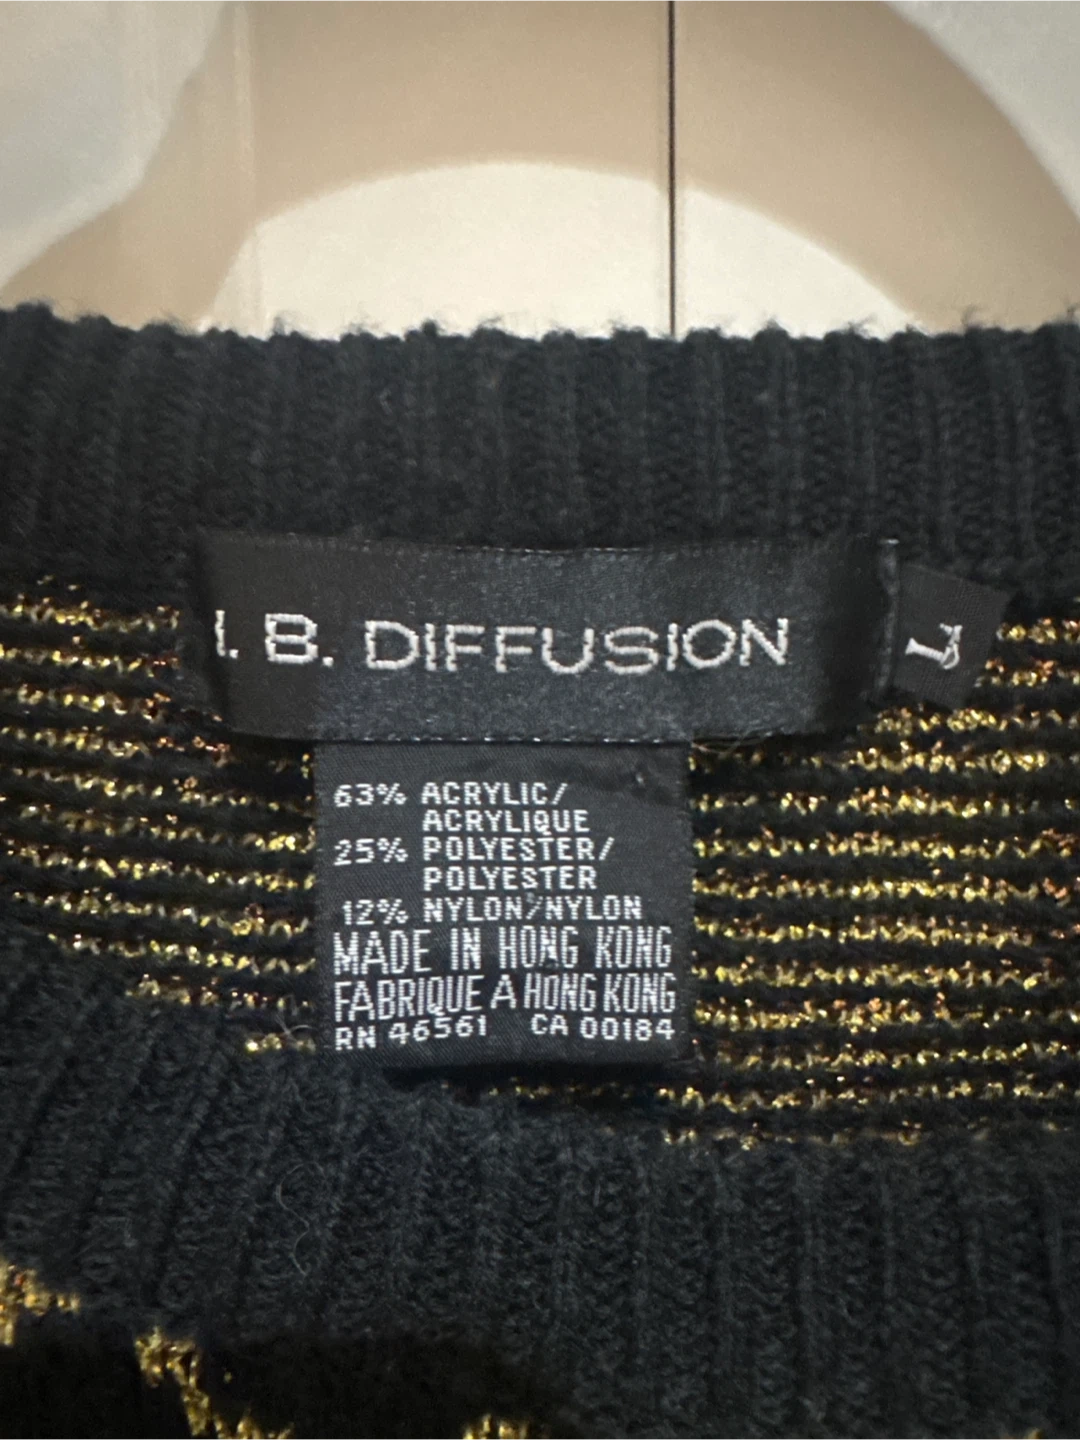 I. B. DIFFUSION
L
63% ACRYLIC/
ACRYLIQUE
25% POLYESTER/
POLYESTER
12% NYLON/NYLON
MADE IN HONG KONG
FABRIQUE A HONG KONG
RN 46561 CA 00184